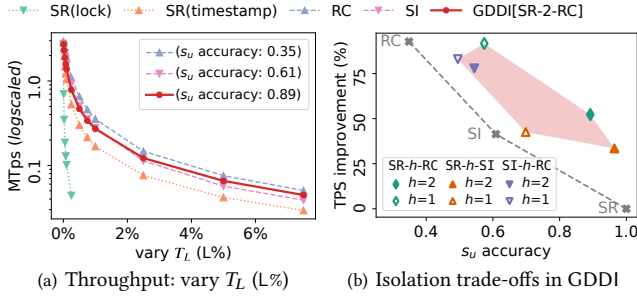 SR(lock) SR(timestamp) RC SI GDDI[SR-2-RC]
MTps (logscaled)
1.0
0.1
(s_u accuracy: 0.35)
(s_u accuracy: 0.61)
(s_u accuracy: 0.89)
0% 2% 5% 7%
vary T_L (L%)
(a) Throughput: vary T_L (L%)
TPS improvement (%)
75
50
25
0
RC
SI
SR
SR-h-RC SR-h-SI SI-h-RC
h=2 h=2 h=2
h=1 h=1 h=1
0.4 0.6 0.8 1.0
s_u accuracy
(b) Isolation trade-offs in GDDI